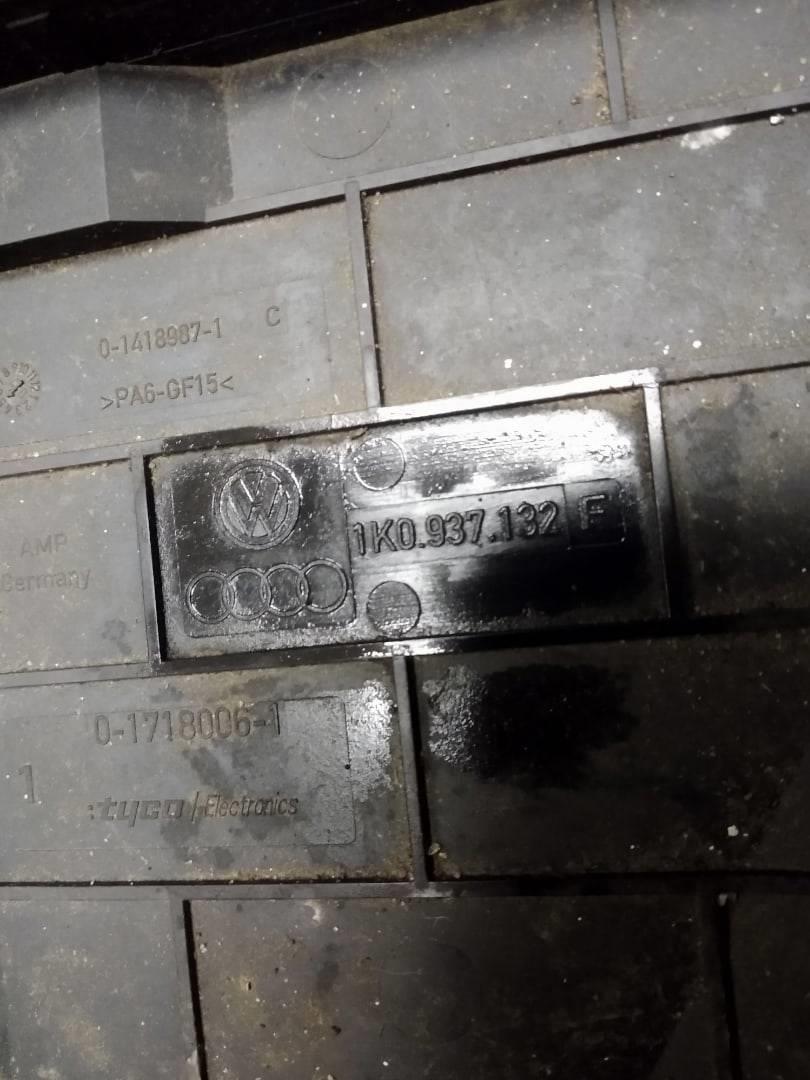 0-1418987-1 C
>PA6-GF15<
AMP
Germany
1K0.937.132 F
0-1718006-1
1
tyco / Electronics